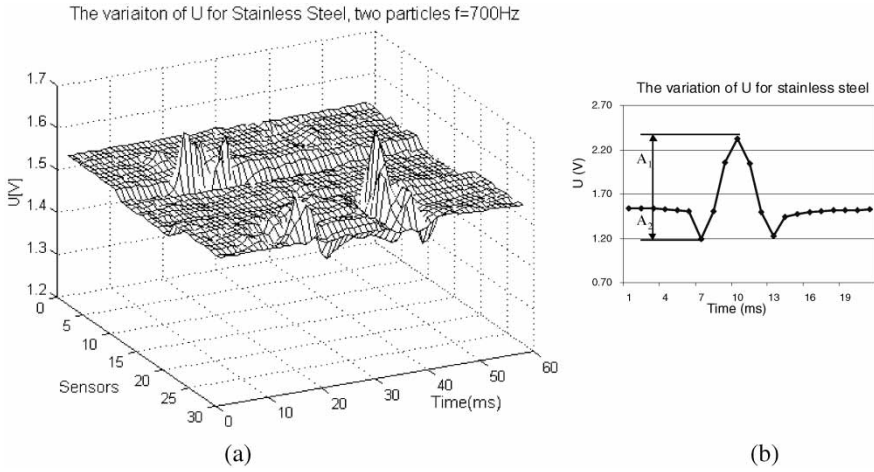 The variaiton of U for Stainless Steel, two particles f=700Hz
1.7
1.6
1.5
1.4
1.3
1.2
U[V]
0
5
10
15
20
25
30
Sensors
0
10
20
30
40
50
60
Time(ms)
(a)
The variation of U for stainless steel
2.70
2.20
1.70
1.20
0.70
U (V)
A1
A2
1 4 7 10 13 16 19
Time (ms)
(b)